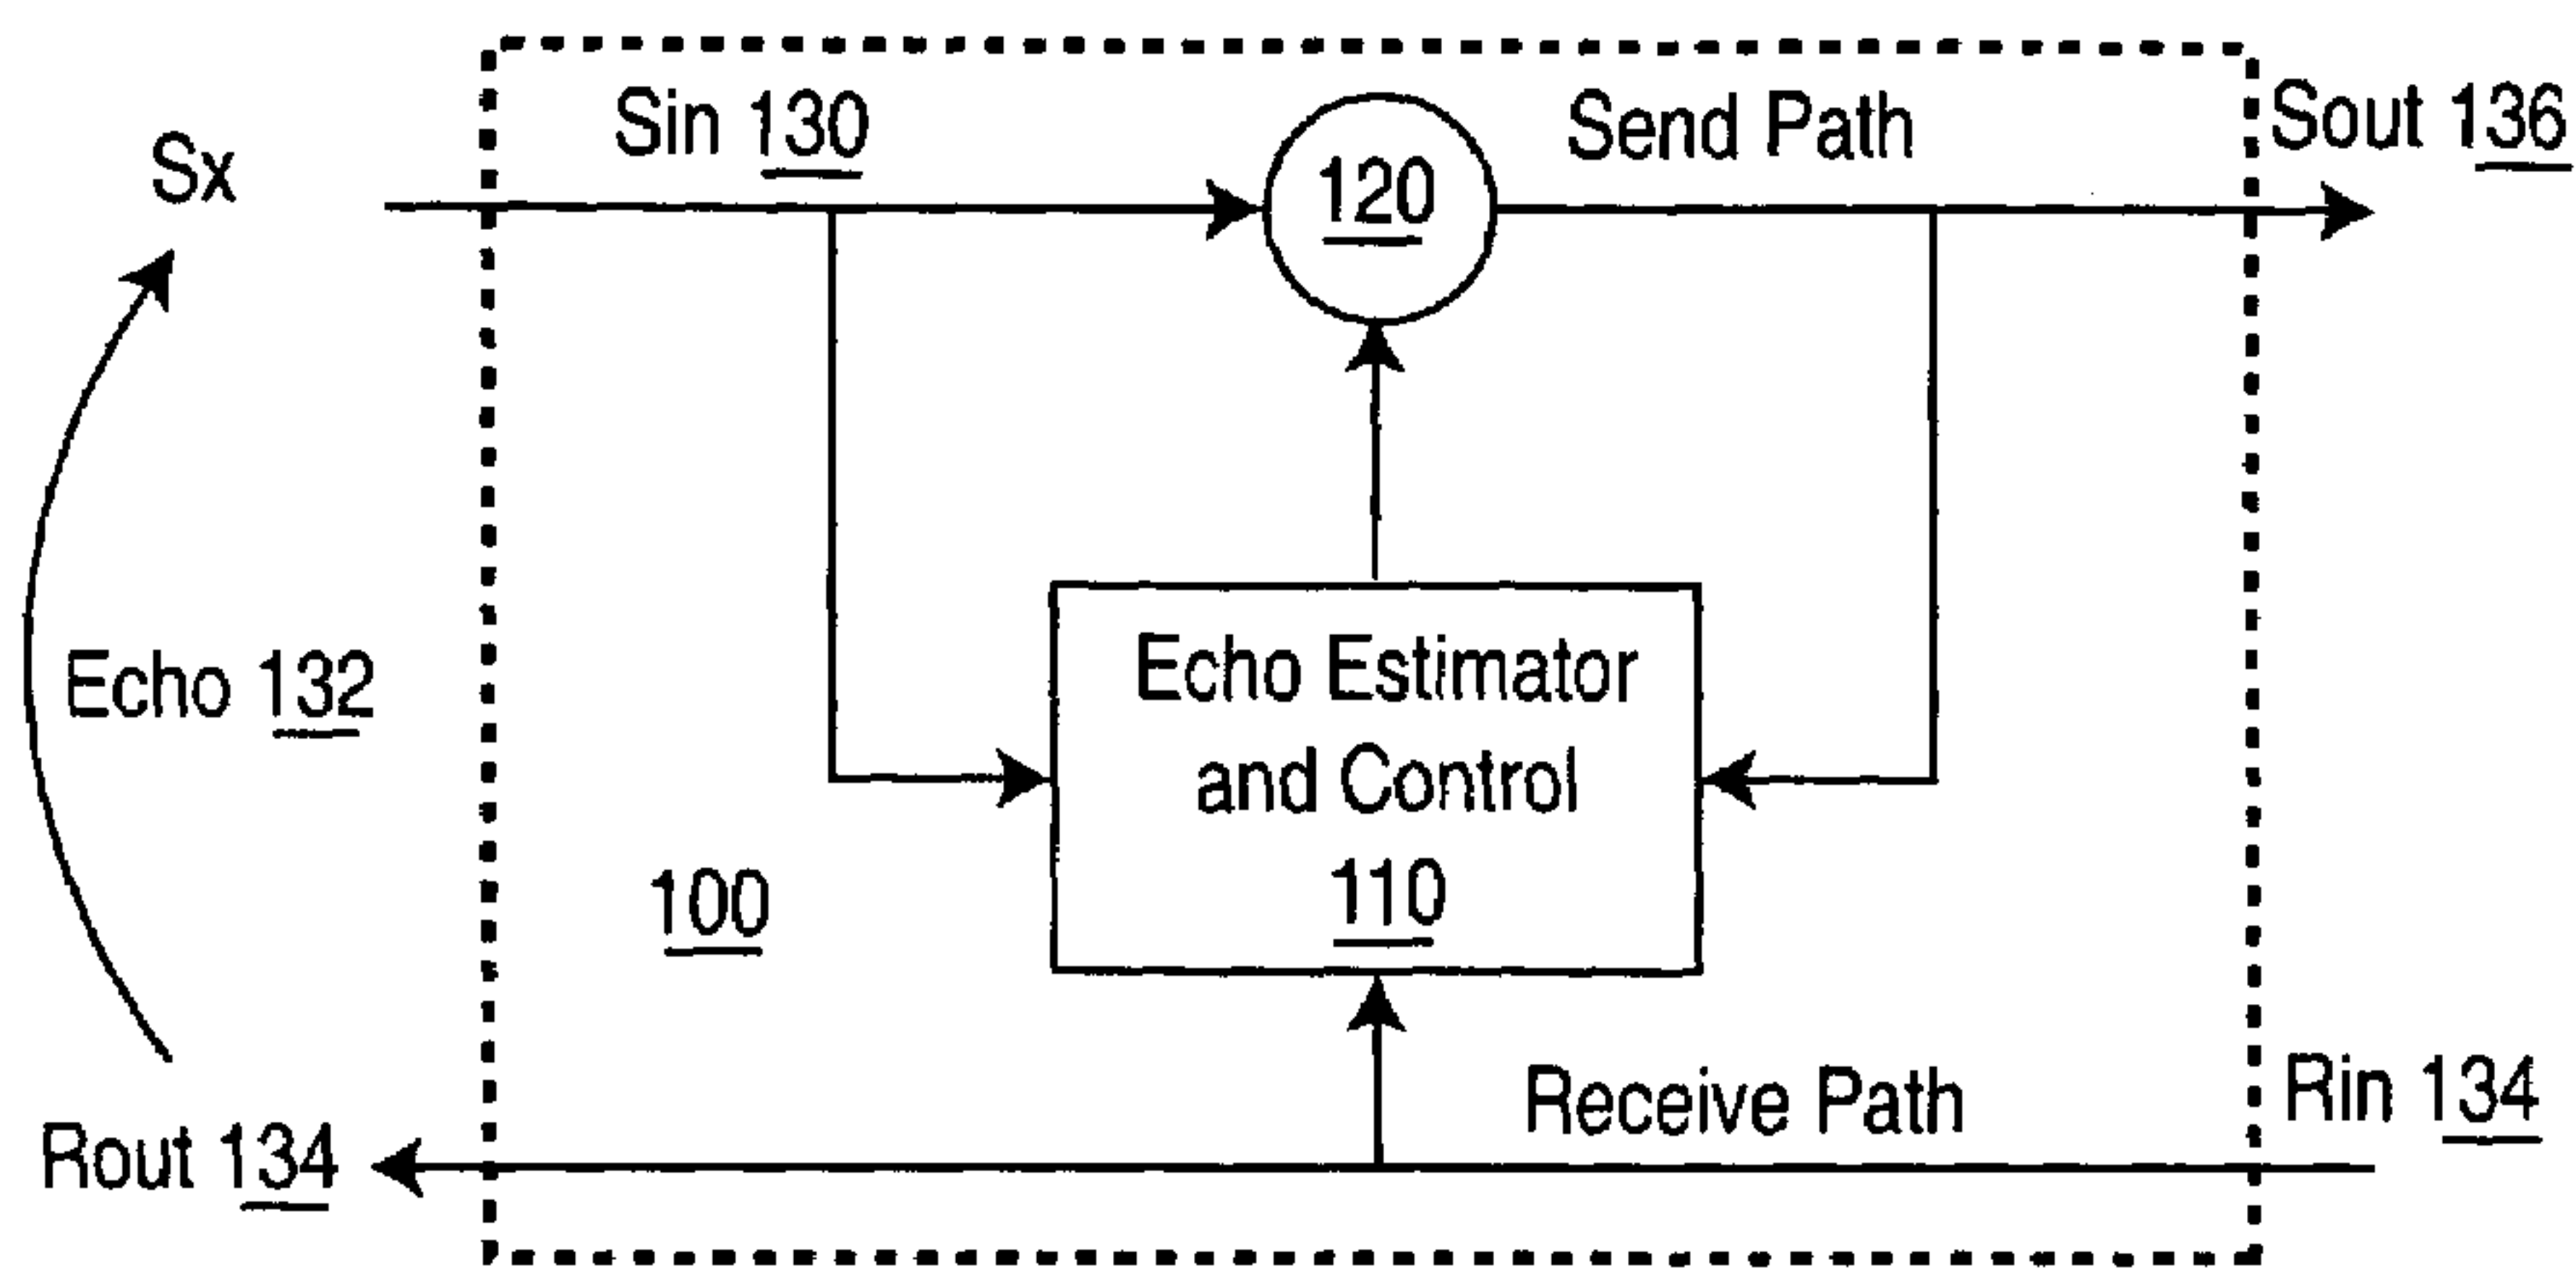 Sin 130
Send Path
Sout 136
Sx
120
Echo 132
Echo Estimator
and Control
110
100
Receive Path
Rin 134
Rout 134